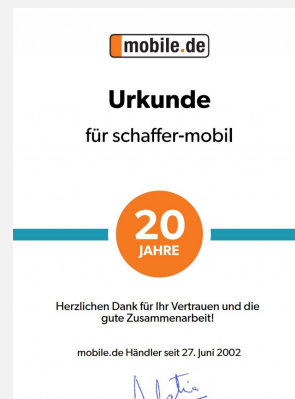 mobile.de
Urkunde
für schaffer-mobil
20
JAHRE
Herzlichen Dank für Ihr Vertrauen und die
gute Zusammenarbeit!
mobile.de Händler seit 27. Juni 2002